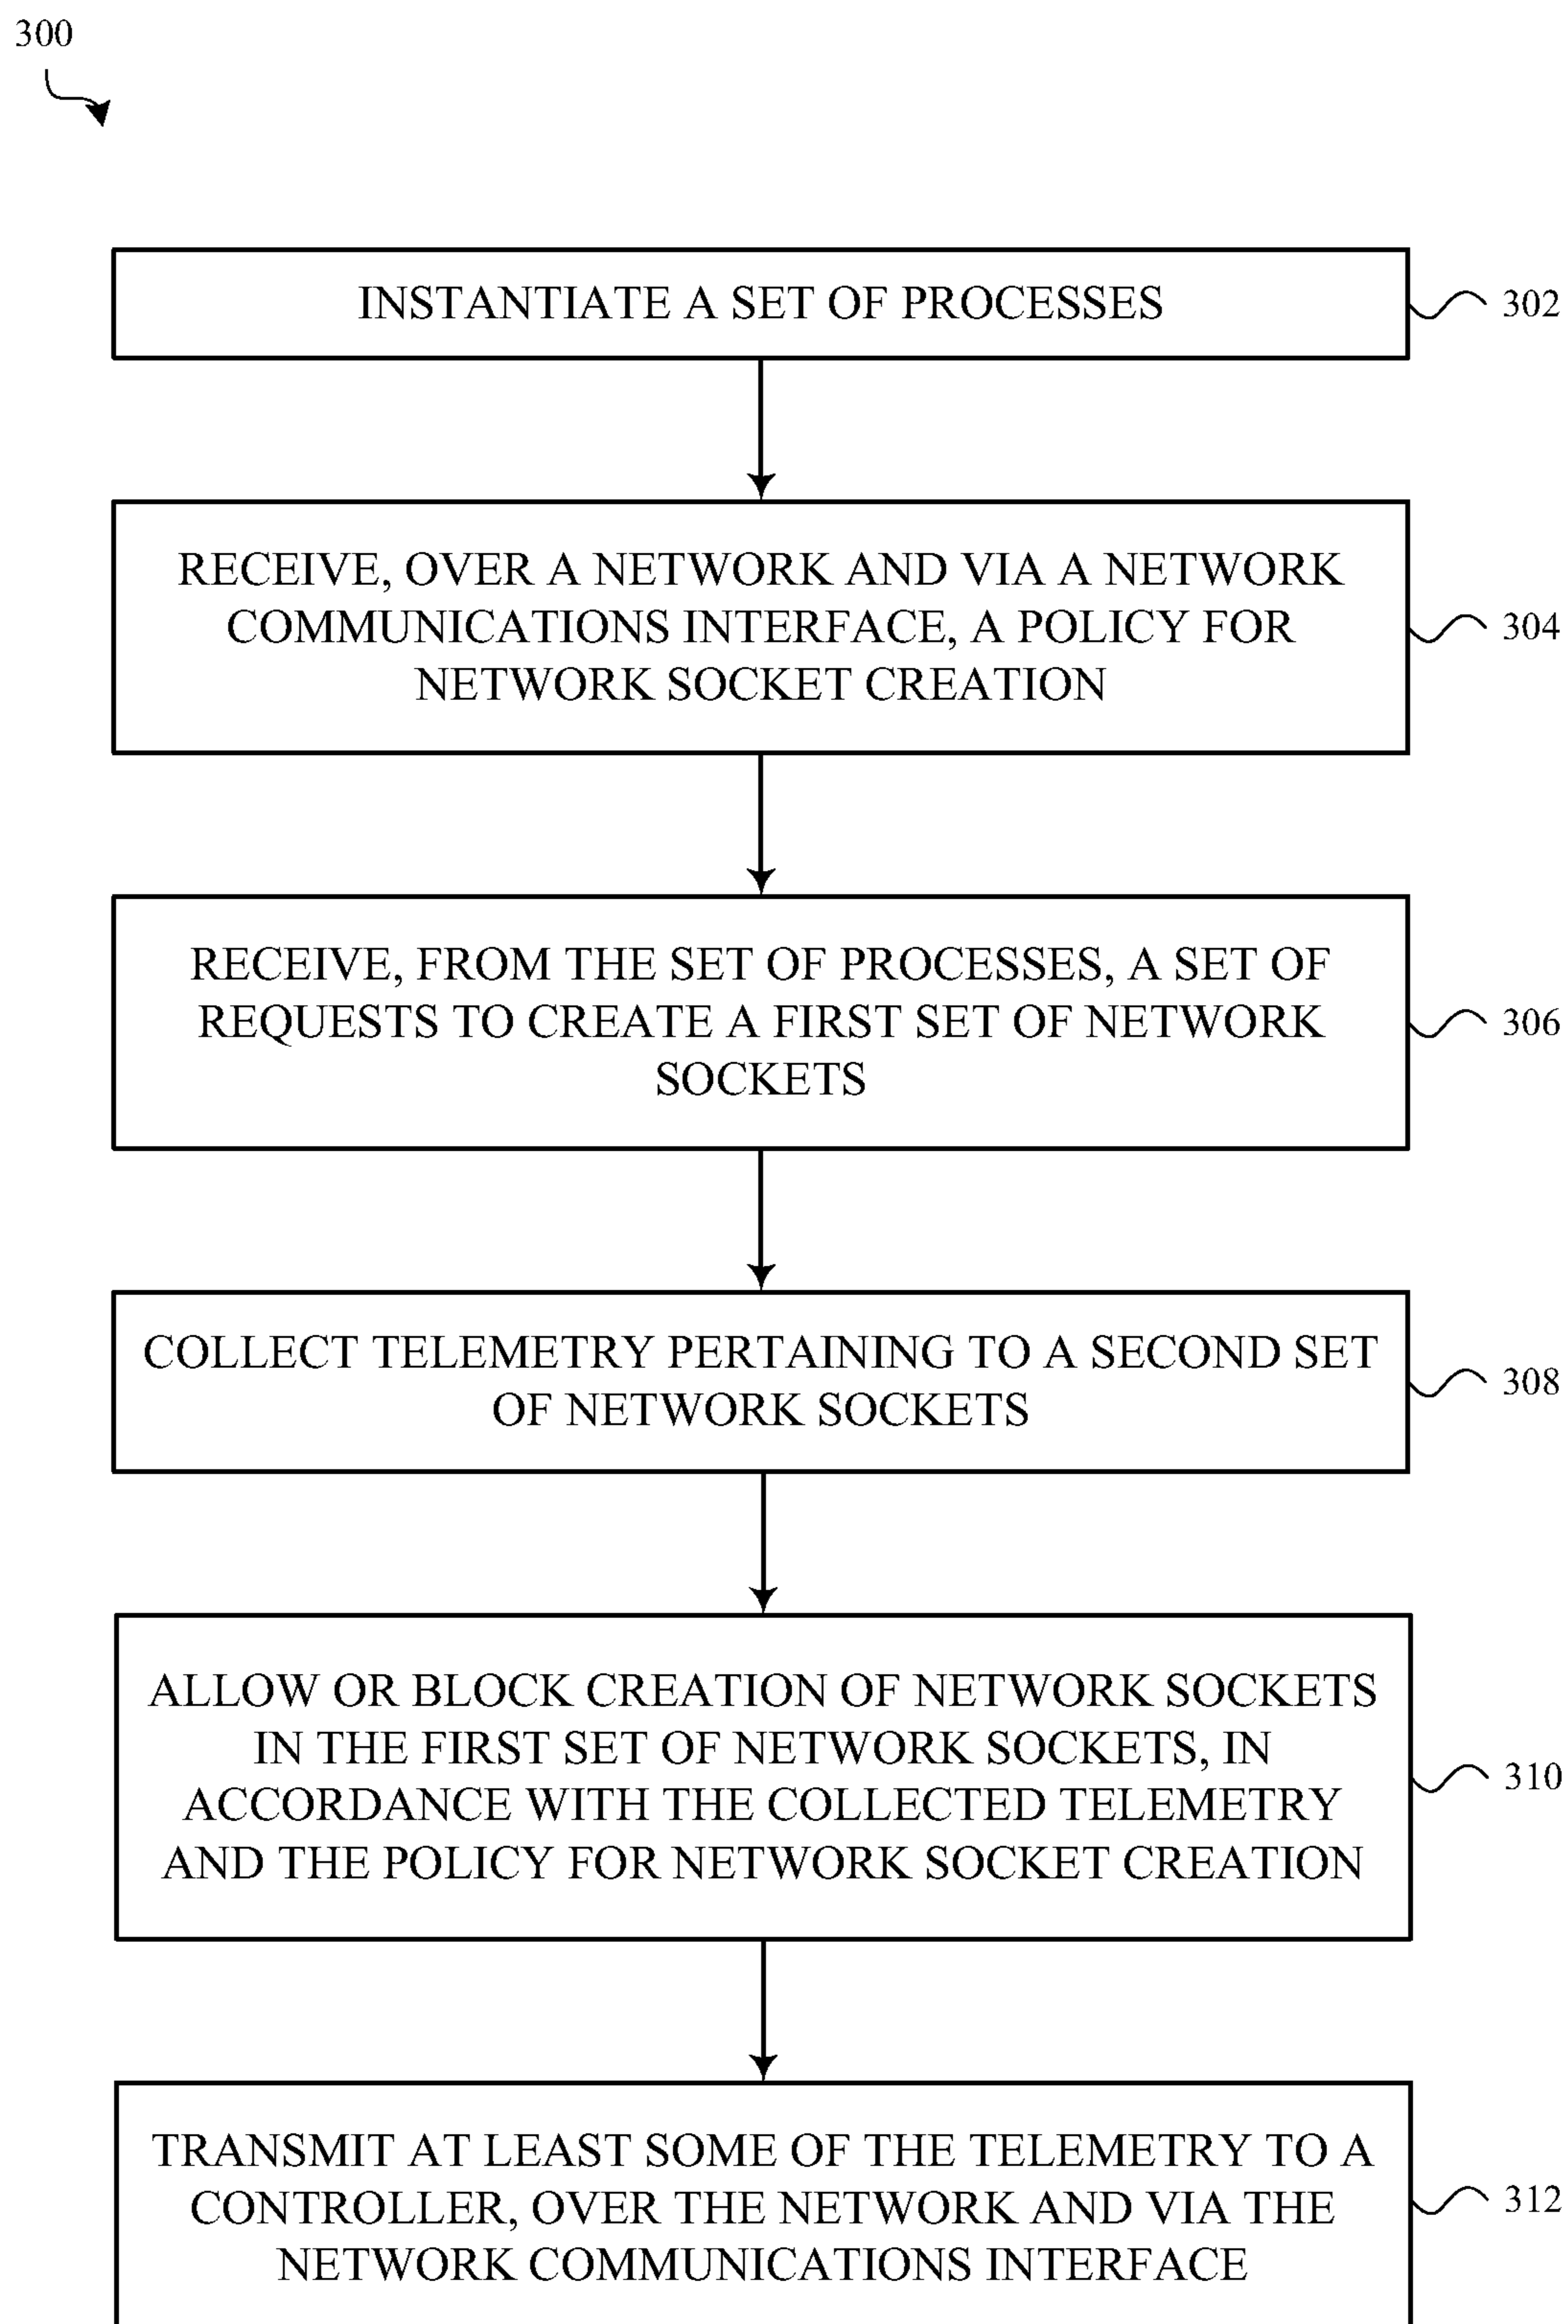 300
INSTANTIATE A SET OF PROCESSES
302
RECEIVE, OVER A NETWORK AND VIA A NETWORK
COMMUNICATIONS INTERFACE, A POLICY FOR
NETWORK SOCKET CREATION
304
RECEIVE, FROM THE SET OF PROCESSES, A SET OF
REQUESTS TO CREATE A FIRST SET OF NETWORK
SOCKETS
306
COLLECT TELEMETRY PERTAINING TO A SECOND SET
OF NETWORK SOCKETS
308
ALLOW OR BLOCK CREATION OF NETWORK SOCKETS
IN THE FIRST SET OF NETWORK SOCKETS, IN
ACCORDANCE WITH THE COLLECTED TELEMETRY
AND THE POLICY FOR NETWORK SOCKET CREATION
310
TRANSMIT AT LEAST SOME OF THE TELEMETRY TO A
CONTROLLER, OVER THE NETWORK AND VIA THE
NETWORK COMMUNICATIONS INTERFACE
312